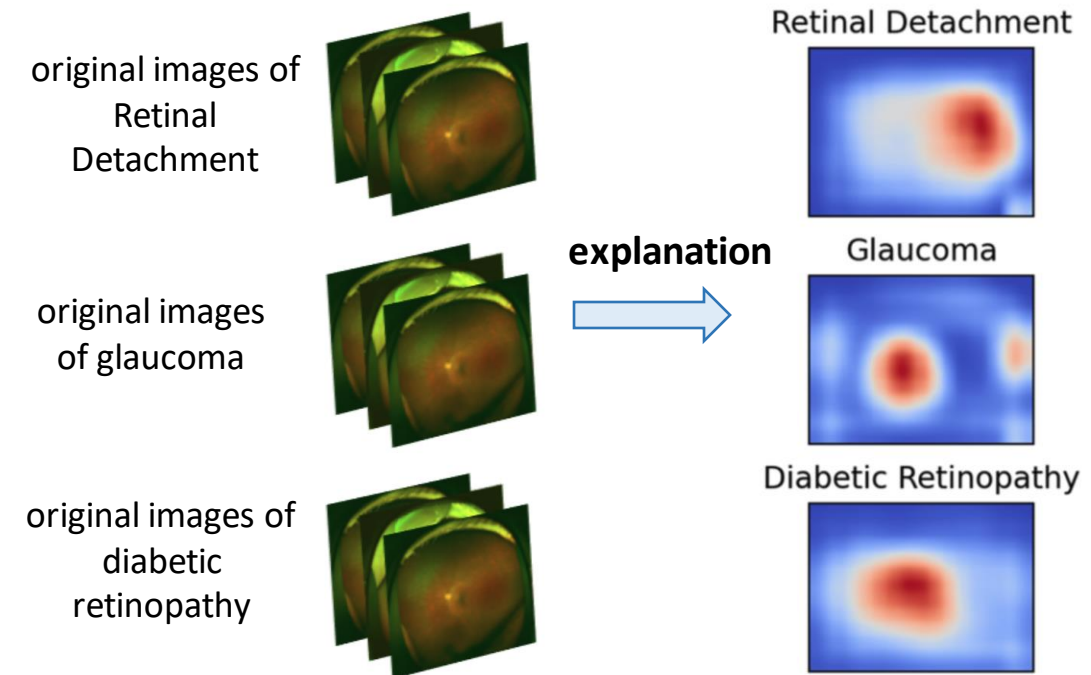 original images of
Retinal
Detachment
Retinal Detachment
explanation
original images
of glaucoma
Glaucoma
original images of
diabetic
retinopathy
Diabetic Retinopathy